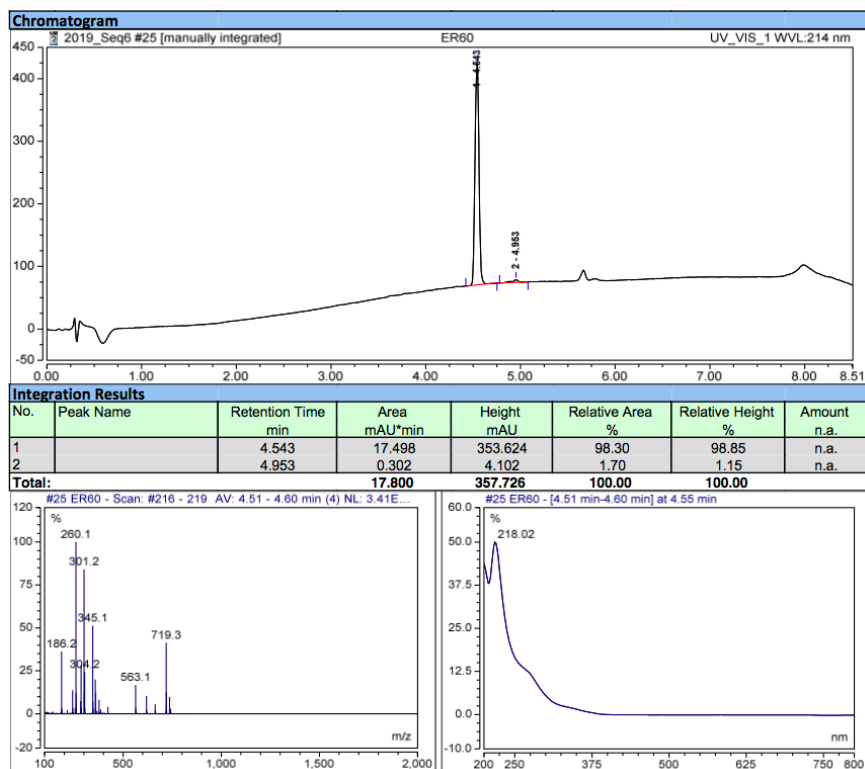 Chromatogram
2019_Seq6 #25 [manually integrated] ER60 UV_VIS_1 WVL:214 nm
450
400
300
200
100
0
-50
1 - 4.543
2 - 4.953
0.00 1.00 2.00 3.00 4.00 5.00 6.00 7.00 8.00 8.51
Integration Results
No. Peak Name Retention Time Area Height Relative Area Relative Height Amount
min mAU*min mAU % % n.a.
1 4.543 17.498 353.624 98.30 98.85 n.a.
2 4.953 0.302 4.102 1.70 1.15 n.a.
Total: 17.800 357.726 100.00 100.00
#25 ER60 - Scan: #216 - 219 AV: 4.51 - 4.60 min (4) NL: 3.41E...
%
120
100
75
50
25
0
-20
260.1
301.2
345.1
186.2
304.2
563.1
719.3
m/z
100 500 1,000 1,500 2,000
#25 ER60 - [4.51 min-4.60 min] at 4.55 min
%
60.0
50.0
37.5
25.0
12.5
0.0
-10.0
218.02
nm
200 250 375 500 625 750 800